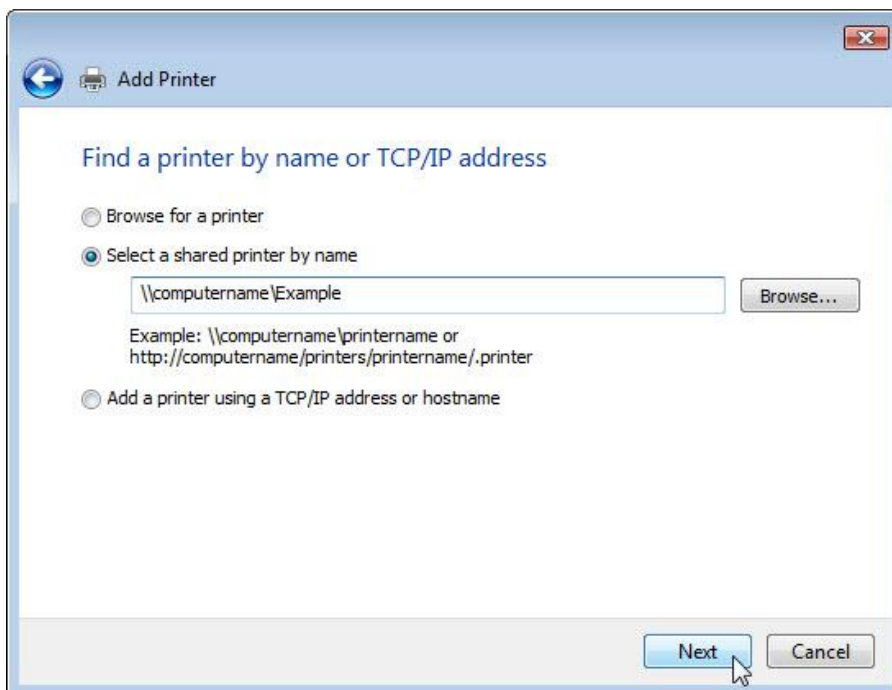 Add Printer
Find a printer by name or TCP/IP address
Browse for a printer
Select a shared printer by name
\\computername\Example
Browse...
Example: \\computername\printername or
http://computername/printers/printername/.printer
Add a printer using a TCP/IP address or hostname
Next
Cancel